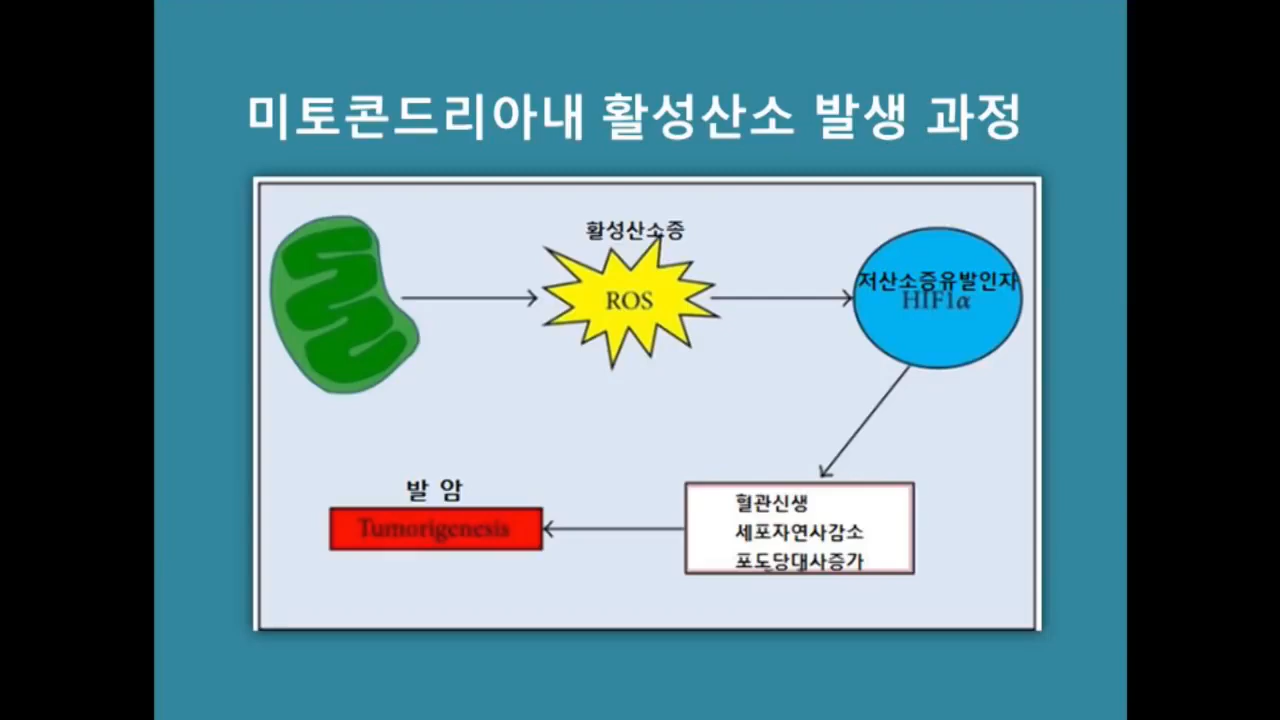 미토콘드리아내 활성산소 발생 과정
활성산소증
ROS
저산소증유발인자
HIF1α
혈관신생
세포자연사감소
포도당대사증가
발 암
Tumorigenesis